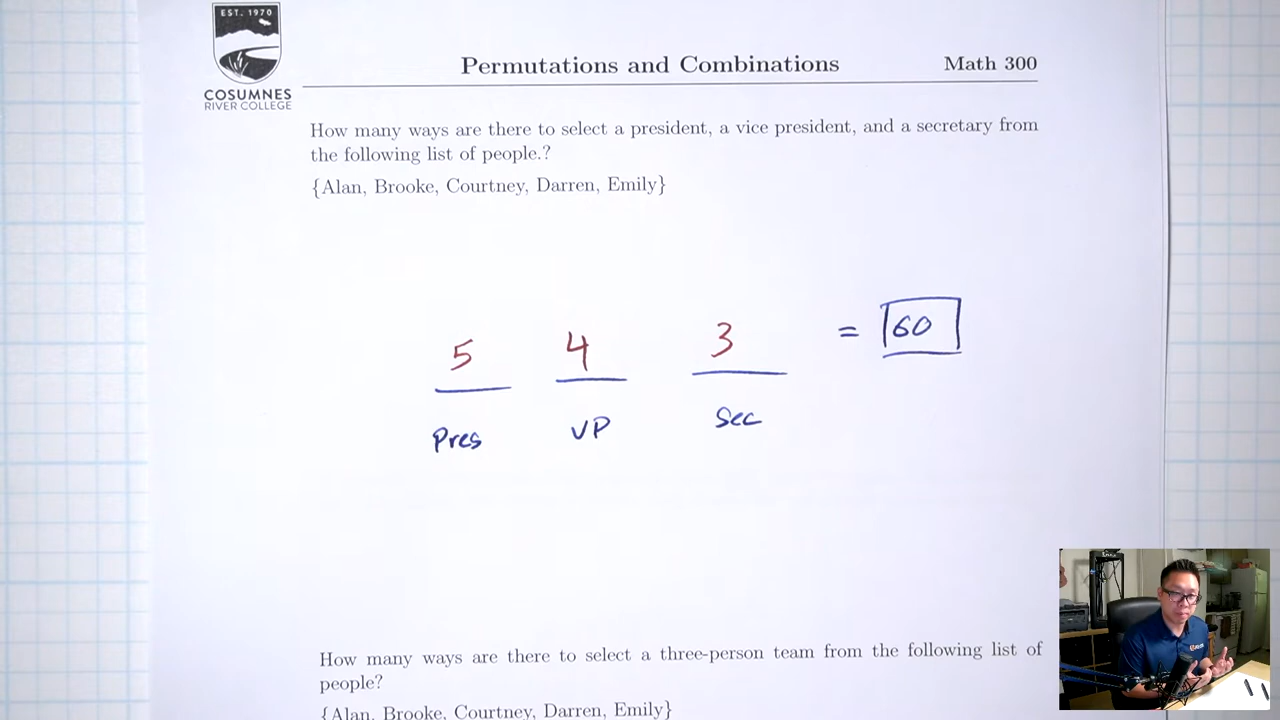 EST. 1970
COSUMNES
RIVER COLLEGE
Permutations and Combinations Math 300
How many ways are there to select a president, a vice president, and a secretary from
the following list of people.?
{Alan, Brooke, Courtney, Darren, Emily}
5 4 3 = 60
Pres VP Sec
How many ways are there to select a three-person team from the following list of
people?
{Alan, Brooke, Courtney, Darren, Emily}